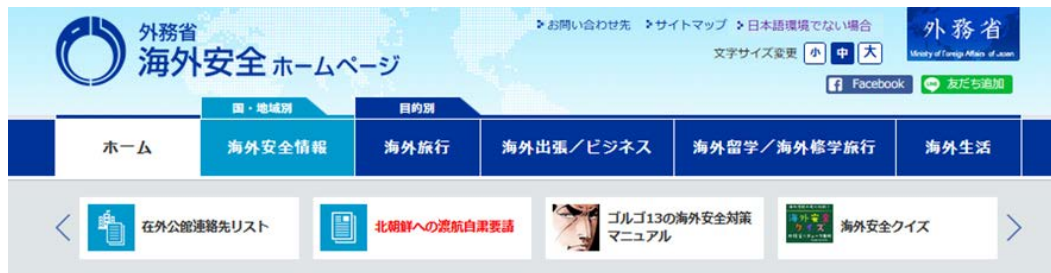 外務省
海外安全ホームページ
お問い合わせ先 サイトマップ 日本語環境でない場合
文字サイズ変更 小 中 大
外務省
Ministry of Foreign Affairs of Japan
Facebook 友だち追加
国・地域別 目的別
ホーム 海外安全情報 海外旅行 海外出張/ビジネス 海外留学/海外修学旅行 海外生活
在外公館連絡先リスト
北朝鮮への渡航自粛要請
ゴルゴ13の海外安全対策
マニュアル
海外安全
クイズ
海外安全クイズ